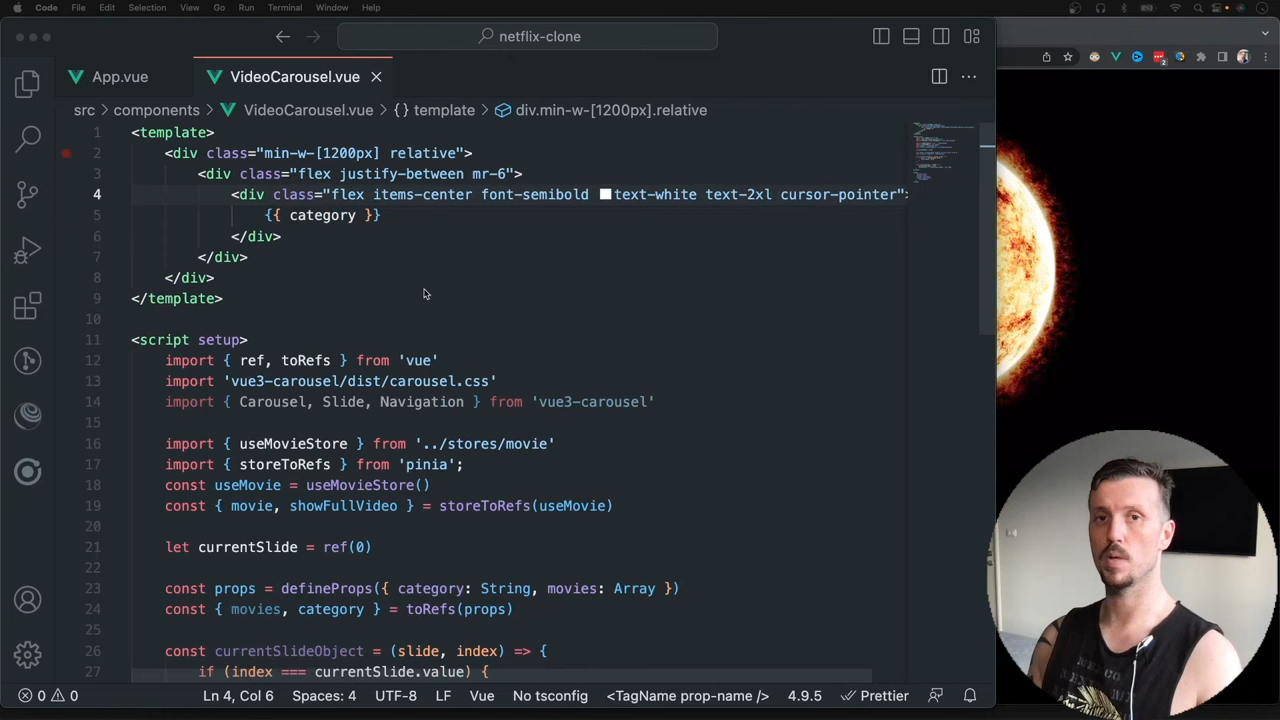 Code File Edit Selection View Go Run Terminal Window Help
netflix-clone
App.vue VideoCarousel.vue
src components VideoCarousel.vue {} template div.min-w-[1200px].relative
1 <template>
2 <div class="min-w-[1200px] relative">
3 <div class="flex justify-between mr-6">
4 <div class="flex items-center font-semibold text-white text-2xl cursor-pointer">
5 {{ category }}
6 </div>
7 </div>
8 </div>
9 </template>
10
11 <script setup>
12 import { ref, toRefs } from 'vue'
13 import 'vue3-carousel/dist/carousel.css'
14 import { Carousel, Slide, Navigation } from 'vue3-carousel'
15
16 import { useMovieStore } from '../stores/movie'
17 import { storeToRefs } from 'pinia';
18 const useMovie = useMovieStore()
19 const { movie, showFullVideo } = storeToRefs(useMovie)
20
21 let currentSlide = ref(0)
22
23 const props = defineProps({ category: String, movies: Array })
24 const { movies, category } = toRefs(props)
25
26 const currentSlideObject = (slide, index) => {
27 if (index === currentSlide.value) {
0 0 Ln 4, Col 6 Spaces: 4 UTF-8 LF Vue No tsconfig <TagName prop-name /> 4.9.5 Prettier